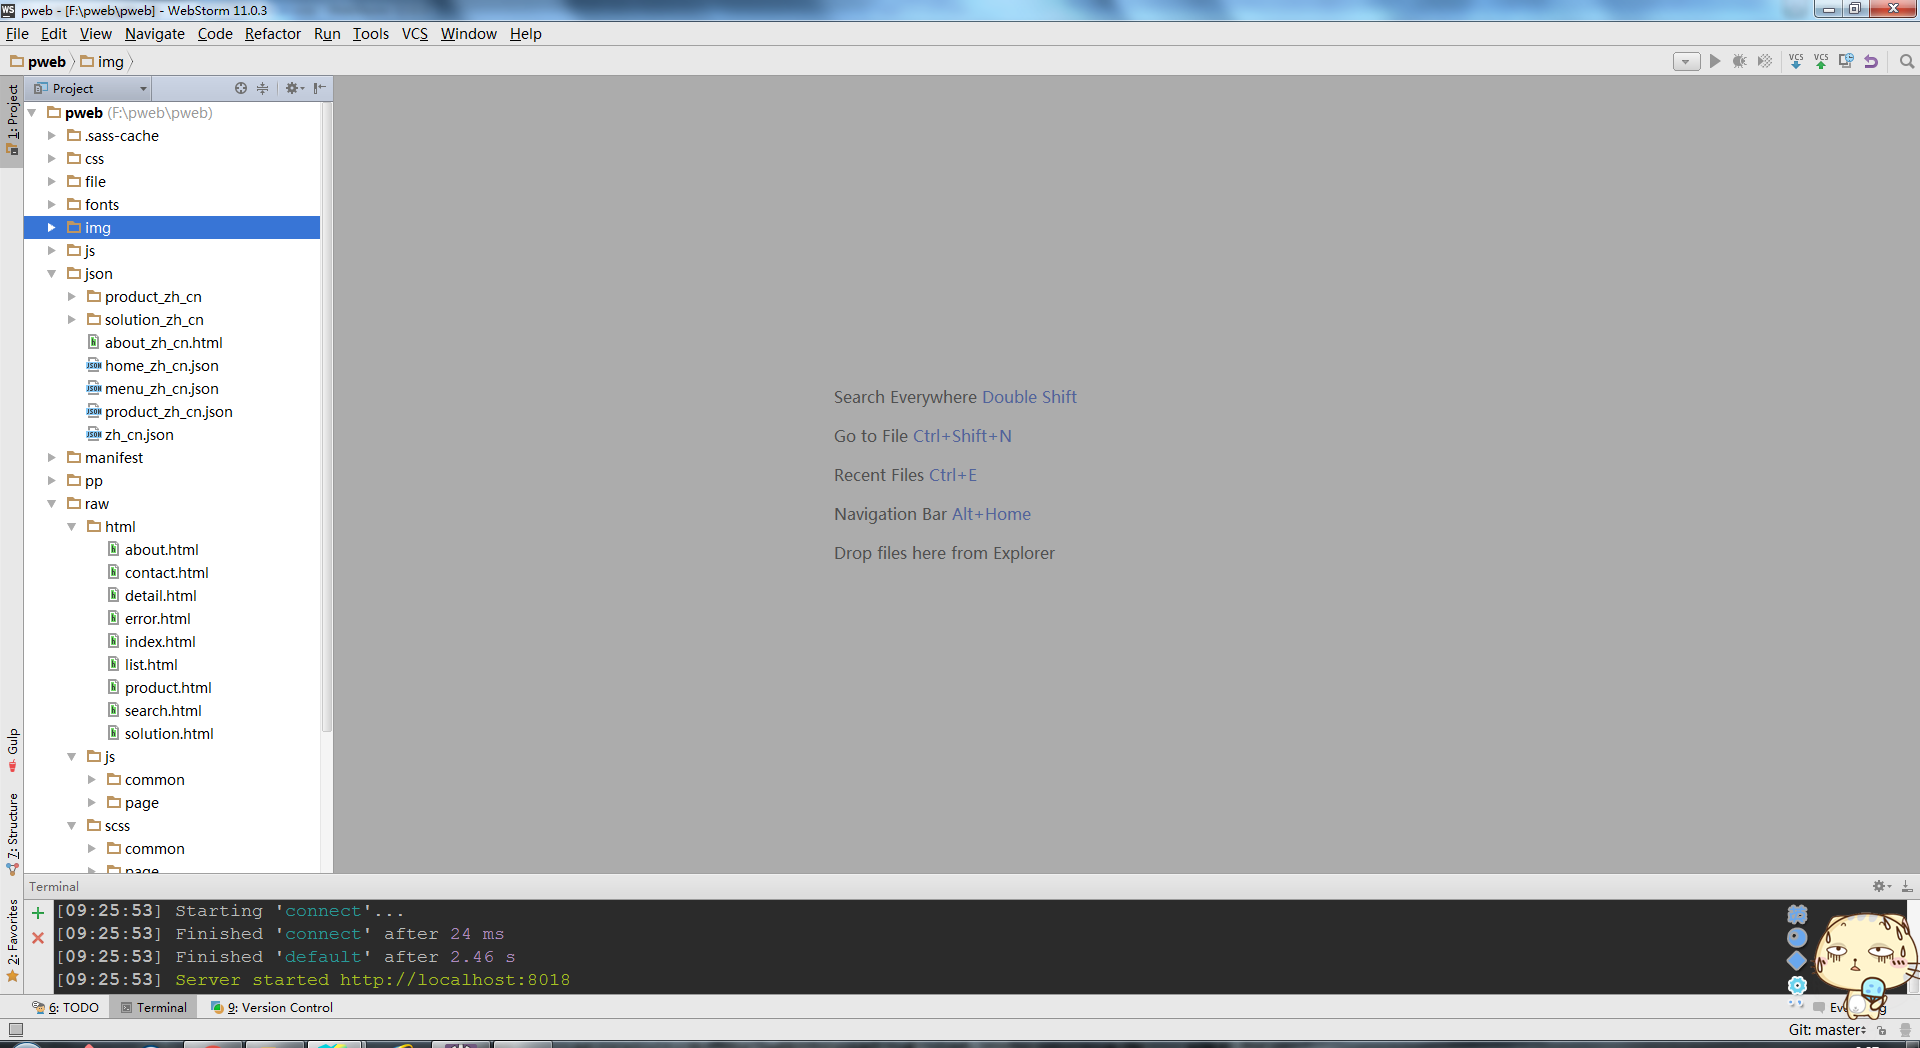 WS pweb - [F:\pweb\pweb] - WebStorm 11.0.3
File Edit View Navigate Code Refactor Run Tools VCS Window Help
pweb img
VCS VCS
1: Project
Project
pweb (F:\pweb\pweb)
.sass-cache
css
file
fonts
img
js
json
product_zh_cn
solution_zh_cn
about_zh_cn.html
home_zh_cn.json
menu_zh_cn.json
product_zh_cn.json
zh_cn.json
manifest
pp
raw
html
about.html
contact.html
detail.html
error.html
index.html
list.html
product.html
search.html
solution.html
js
common
page
scss
common
page
Gulp
7: Structure
2: Favorites
Search Everywhere Double Shift
Go to File Ctrl+Shift+N
Recent Files Ctrl+E
Navigation Bar Alt+Home
Drop files here from Explorer
Terminal
[09:25:53] Starting 'connect'...
[09:25:53] Finished 'connect' after 24 ms
[09:25:53] Finished 'default' after 2.46 s
[09:25:53] Server started http://localhost:8018
6: TODO Terminal 9: Version Control
Git: master